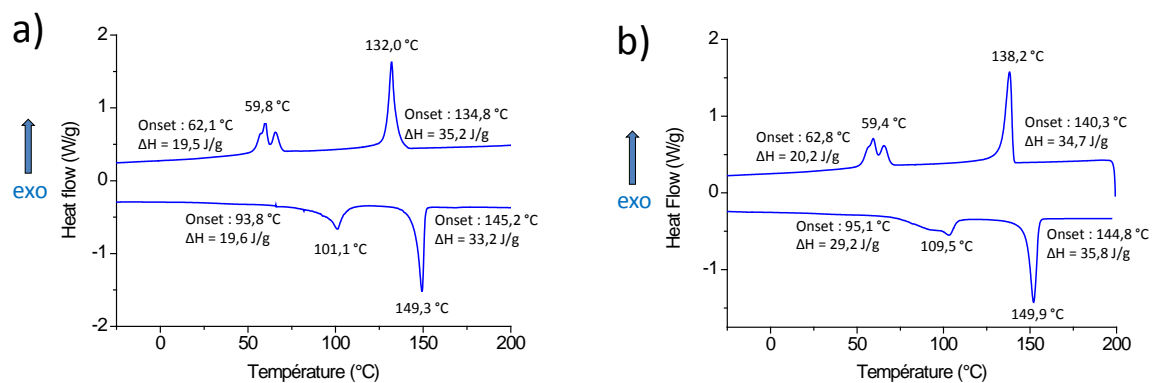 a)
2
1
0
-1
-2
Heat flow (W/g)
exo
132,0 °C
59,8 °C
Onset : 62,1 °C
ΔH = 19,5 J/g
Onset : 134,8 °C
ΔH = 35,2 J/g
Onset : 93,8 °C
ΔH = 19,6 J/g
101,1 °C
Onset : 145,2 °C
ΔH = 33,2 J/g
149,3 °C
0 50 100 150 200
Température (°C)
b)
2
1
0
-1
Heat Flow (W/g)
exo
138,2 °C
59,4 °C
Onset : 62,8 °C
ΔH = 20,2 J/g
Onset : 140,3 °C
ΔH = 34,7 J/g
Onset : 95,1 °C
ΔH = 29,2 J/g
109,5 °C
Onset : 144,8 °C
ΔH = 35,8 J/g
149,9 °C
0 50 100 150 200
Température (°C)